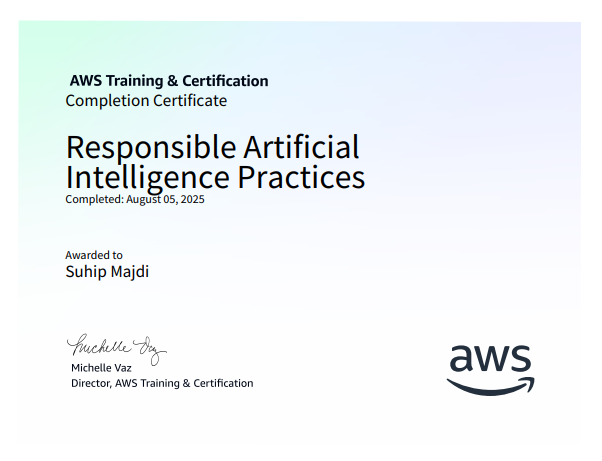 AWS Training & Certification
Completion Certificate
Responsible Artificial
Intelligence Practices
Completed: August 05, 2025
Awarded to
Suhip Majdi
Michelle Vaz
Michelle Vaz
Director, AWS Training & Certification
aws